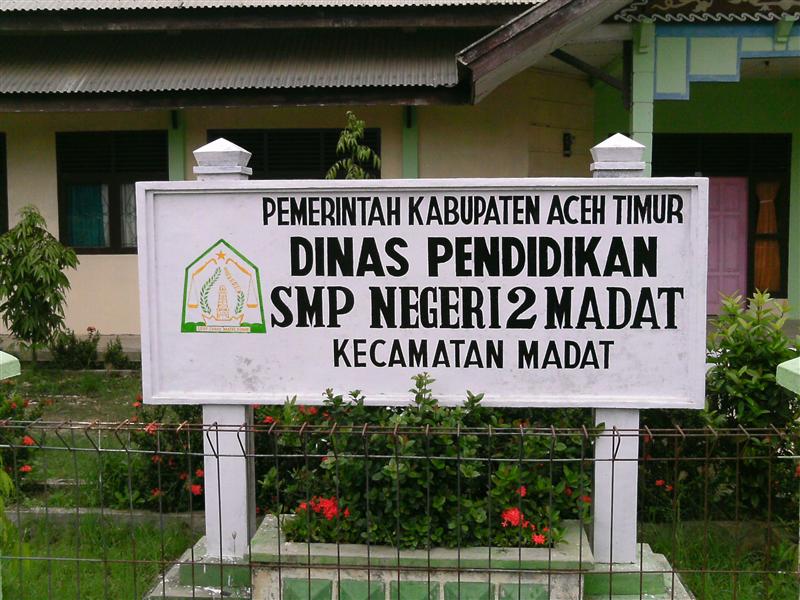 PEMERINTAH KABUPATEN ACEH TIMUR
DINAS PENDIDIKAN
SMP NEGERI 2 MADAT
KECAMATAN MADAT